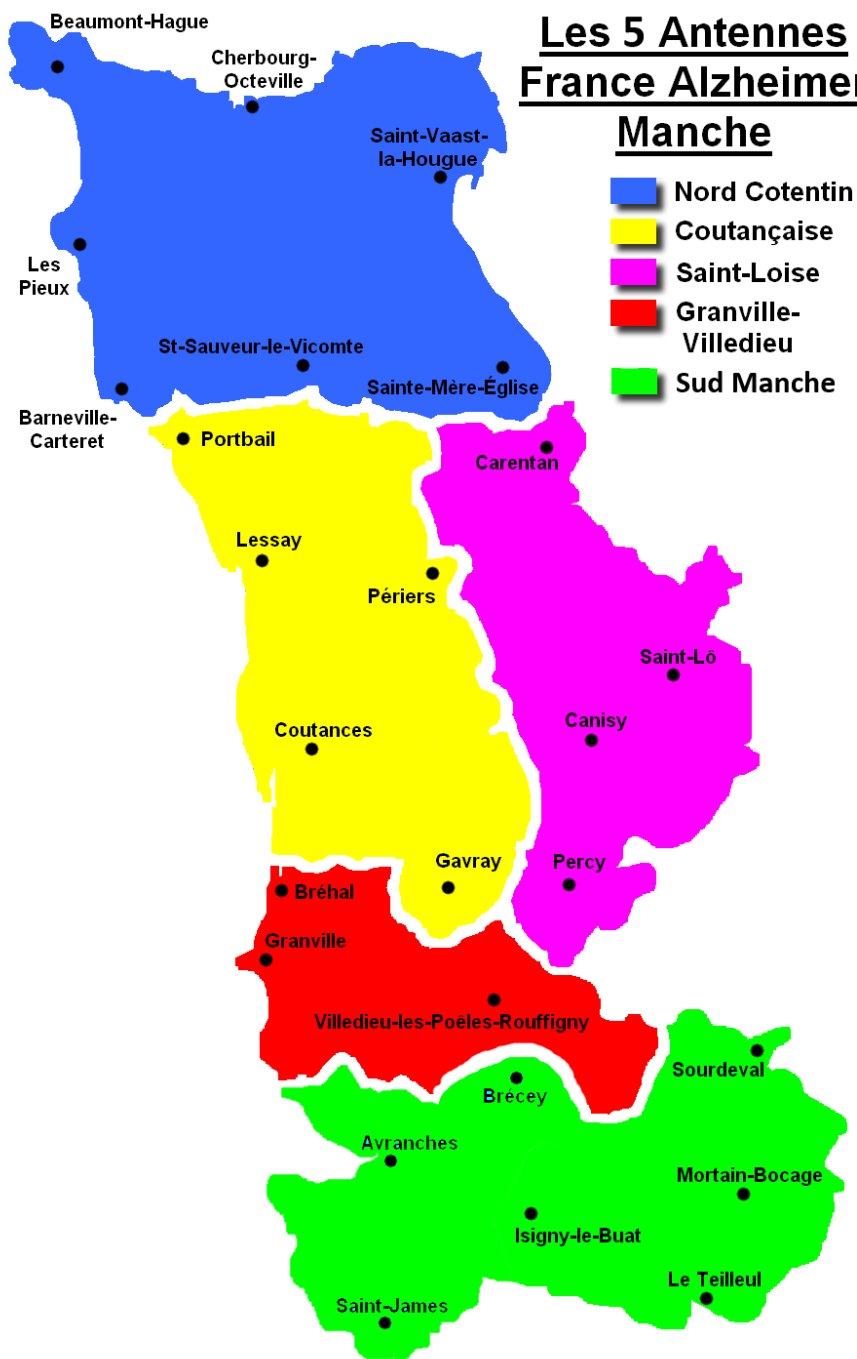 Les 5 Antennes
France Alzheimer
Manche
Nord Cotentin
Coutançaise
Saint-Loise
Granville-
Villedieu
Sud Manche
Beaumont-Hague
Cherbourg-
Octeville
Saint-Vaast-
la-Hougue
Les
Pieux
St-Sauveur-le-Vicomte
Sainte-Mère-Église
Barneville-
Carteret
Portbail
Carentan
Lessay
Périers
Saint-Lô
Canisy
Coutances
Gavray
Percy
Bréhal
Granville
Villedieu-les-Poêles-Rouffigny
Sourdeval
Brécey
Avranches
Mortain-Bocage
Isigny-le-Buat
Le Teilleul
Saint-James